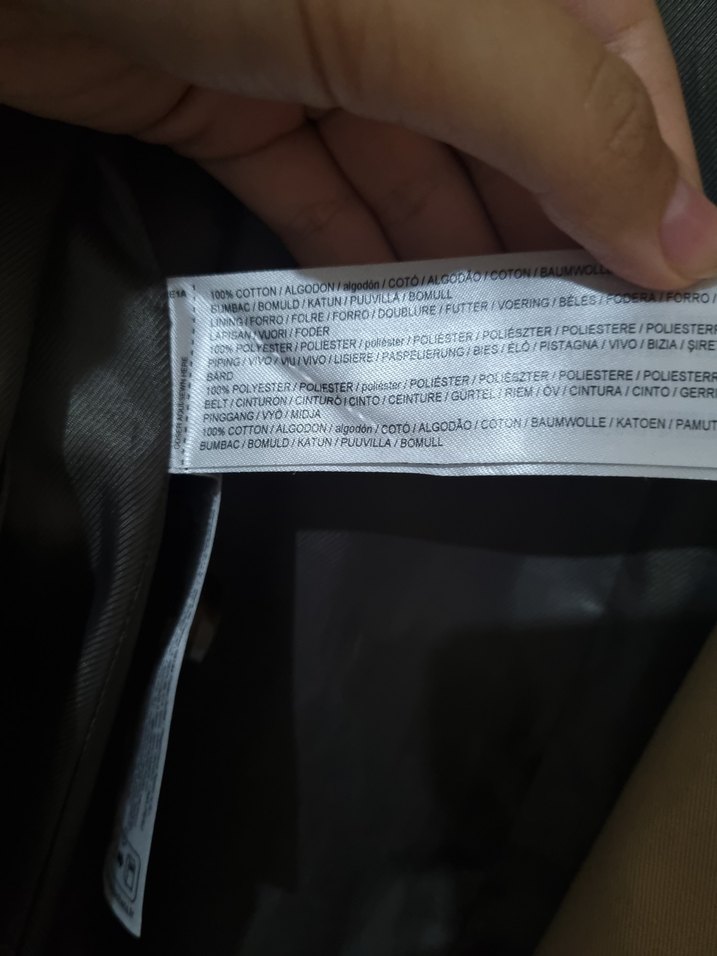 100% COTTON / ALGODON / algodón / COTÓ / ALGODÃO / COTON / BAUMWOLLE
BUMBAC / BOMULD / KATUN / PUUVILLA / BOMULL
LINING / FORRO / FOLRE / FORRO / DOUBLURE / FUTTER / VOERING / BÉLÉS / FODERA / FORRO /
LAPISAN / VUORI / FODER
100% POLYESTER / POLIESTER / poliéster / POLIÈSTER / POLIÉSZTER / POLIESTERE / POLIESTER
PIPING / VIVO / VIU / VIVO / LISIERE / PASPELIERUNG / BIES / ÉLŐ / PISTAGNA / VIVO / BIZIA / ŞIRET
BÅRD
100% POLYESTER / POLIESTER / poliéster / POLIÈSTER / POLIÉSZTER / POLIESTERE / POLIESTER
BELT / CINTURON / CINTURÓ / CINTO / CEINTURE / GÜRTEL / RIEM / ÖV / CINTURA / CINTO /
PINGGANG / VYÖ / MIDJA
100% COTTON / ALGODON / algodón / COTÓ / ALGODÃO / COTON / BAUMWOLLE / KATOEN / PAMUT
BUMBAC / BOMULD / KATUN / PUUVILLA / BOMULL